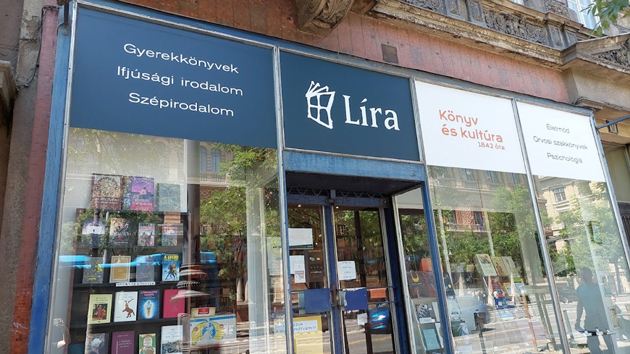 Gyerekkönyvek
Ifjúsági irodalom
Szépirodalom
Líra
Könyv
és kultúra
1842 óta
Életmód
Orvosi szakkönyvek
Pszichológia